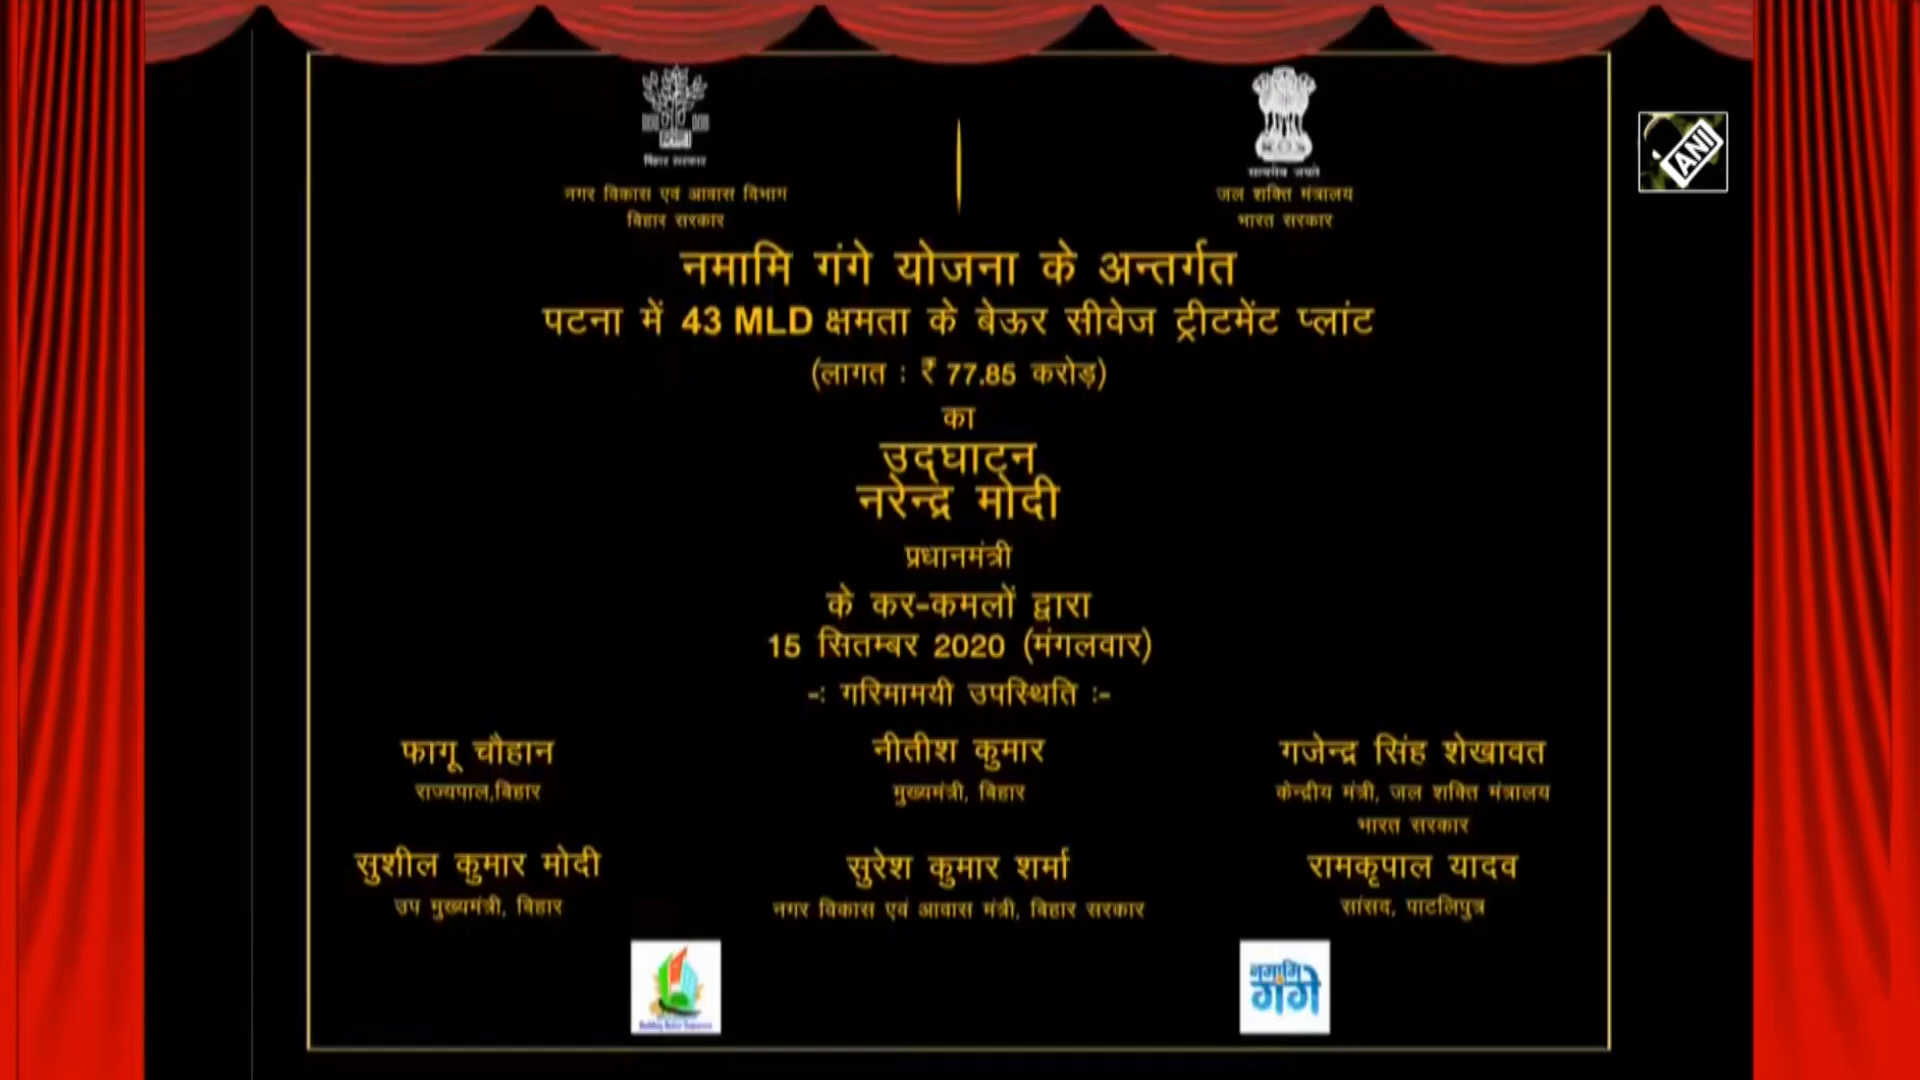 बिहार सरकार
सत्यमेव जयते
नगर विकास एवं आवास विभाग
बिहार सरकार
जल शक्ति मंत्रालय
भारत सरकार
ANI
नमामि गंगे योजना के अन्तर्गत
पटना में 43 MLD क्षमता के बेऊर सीवेज ट्रीटमेंट प्लांट
(लागत : ₹ 77.85 करोड़)
का
उद्घाटन
नरेन्द्र मोदी
प्रधानमंत्री
के कर-कमलों द्वारा
15 सितम्बर 2020 (मंगलवार)
-: गरिमामयी उपस्थिति :-
फागू चौहान
राज्यपाल,बिहार
नीतीश कुमार
मुख्यमंत्री, बिहार
गजेन्द्र सिंह शेखावत
केन्द्रीय मंत्री, जल शक्ति मंत्रालय
भारत सरकार
सुशील कुमार मोदी
उप मुख्यमंत्री, बिहार
सुरेश कुमार शर्मा
नगर विकास एवं आवास मंत्री, बिहार सरकार
रामकृपाल यादव
सांसद, पाटलिपुत्र
नमामि
गंगे